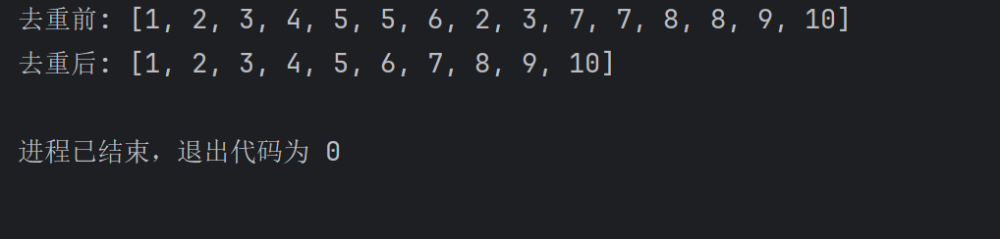 去重前: [1, 2, 3, 4, 5, 5, 6, 2, 3, 7, 7, 8, 8, 9, 10]
去重后: [1, 2, 3, 4, 5, 6, 7, 8, 9, 10]
进程已结束，退出代码为 0